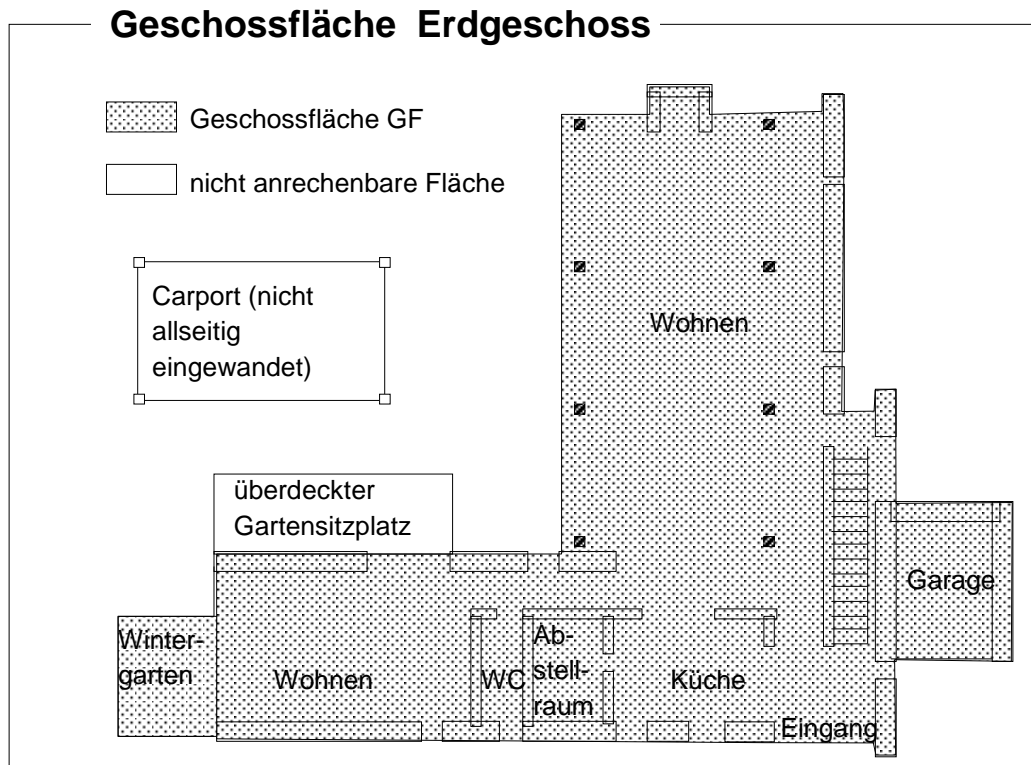 Geschossfläche Erdgeschoss
Geschossfläche GF
nicht anrechenbare Fläche
Carport (nicht
allseitig
eingewandet)
Wohnen
überdeckter
Gartensitzplatz
Garage
Winter-
garten
Wohnen
WC
Ab-
stell-
raum
Küche
Eingang